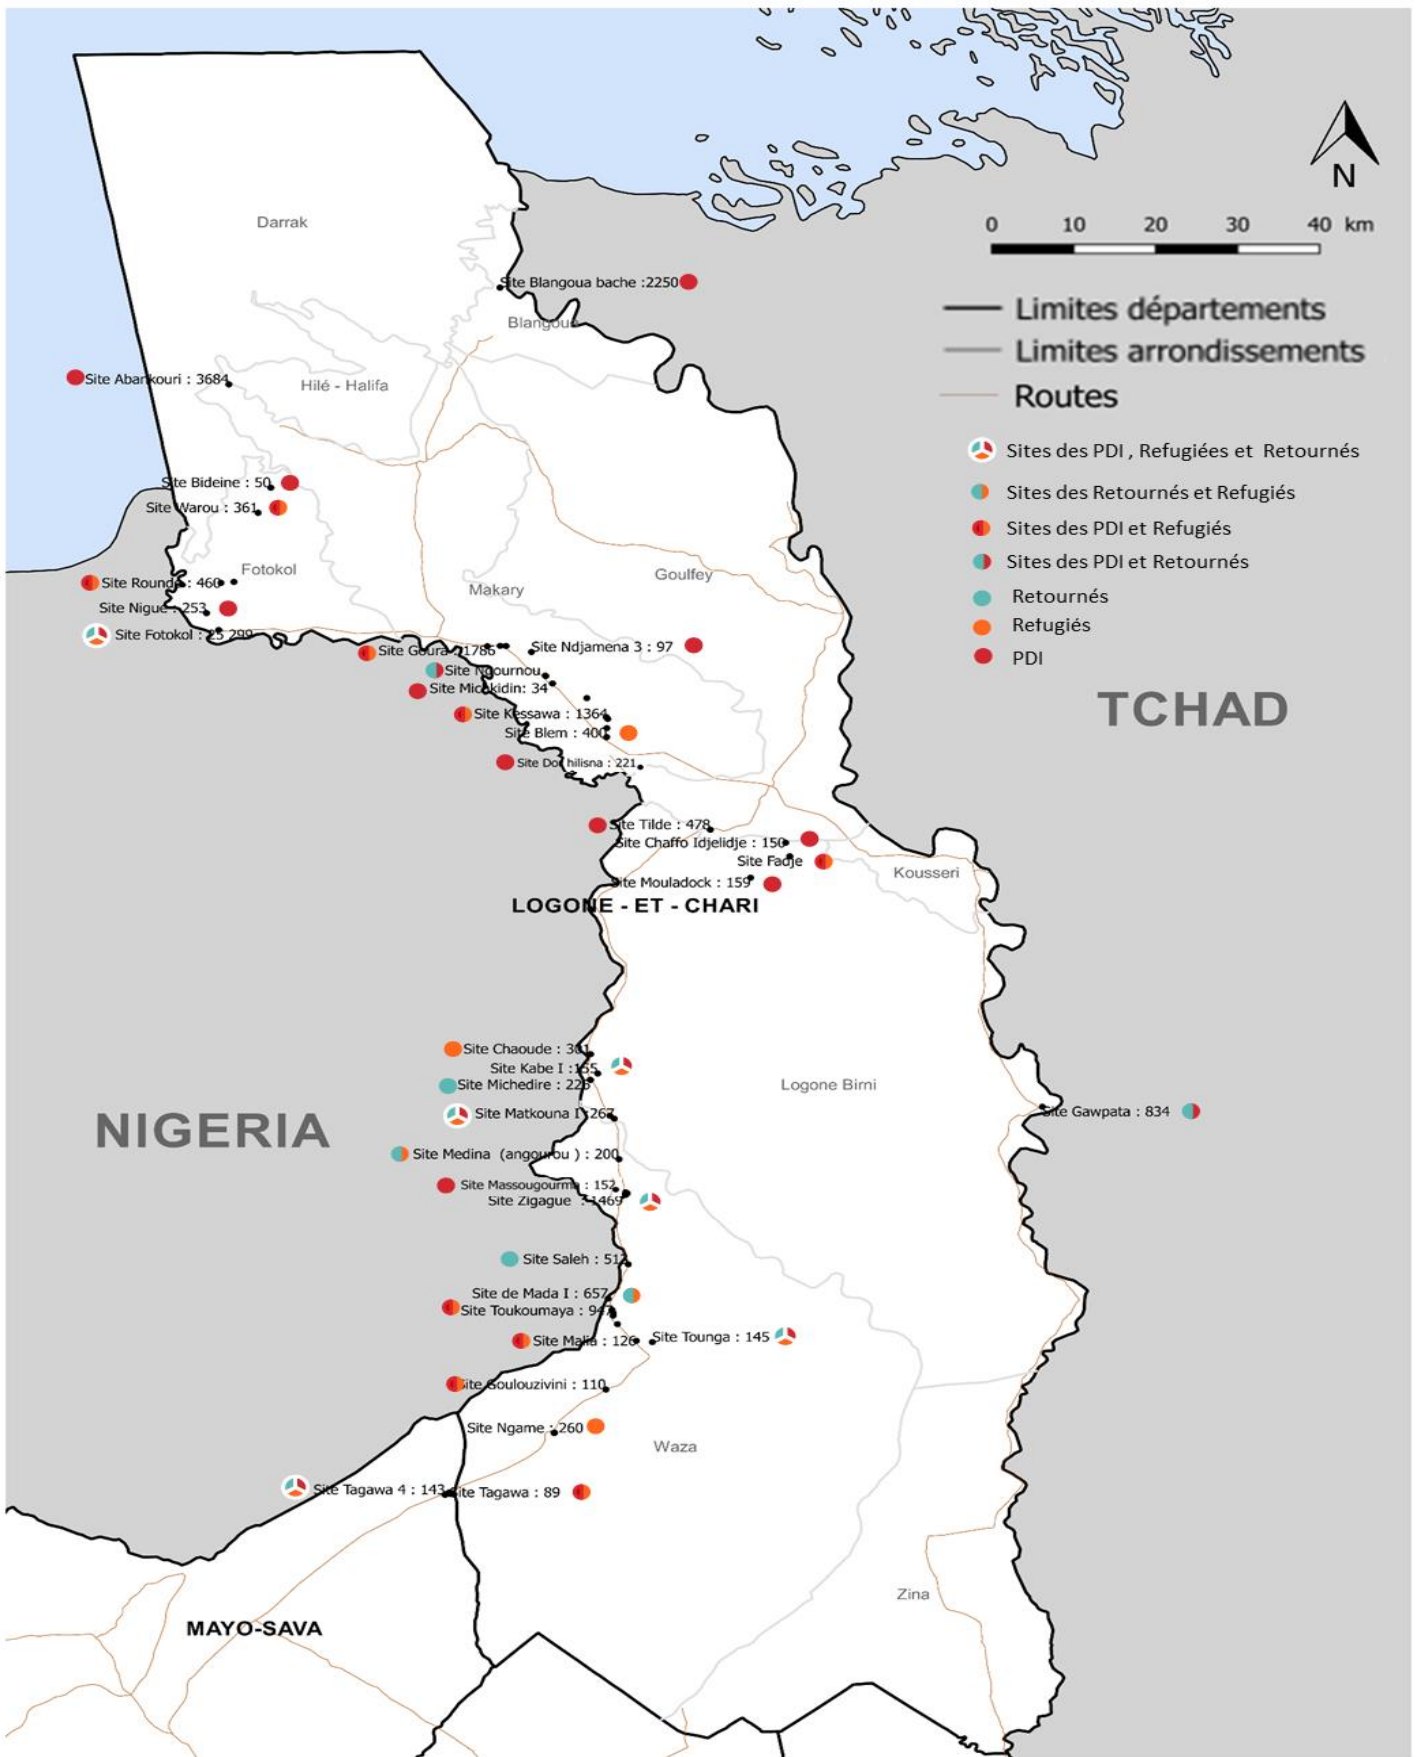 Darrak
N
0 10 20 30 40 km
Site Blangoua bache :2250
Limites départements
Blangoua
Limites arrondissements
Site Abankouri : 3684
Hilé - Halifa
Routes
Sites des PDI , Refugiées et Retournés
Site Bideine : 50
Sites des Retournés et Refugiés
Site Warou : 361
Sites des PDI et Refugiés
Sites des PDI et Retournés
Fotokol
Goulfey
Site Rounde : 460
Makary
Retournés
Site Nigue : 253
Refugiés
Site Fotokol : 25 299
Site Goura : 1786
Site Ndjamena 3 : 97
PDI
Site Ngournou
Site Michkidin: 34
TCHAD
Site Kessawa : 1364
Site Blem : 400
Site Douhilisna : 221
Site Tilde : 478
Site Chaffo Idjelidje : 150
Site Fadje
Kousseri
Site Mouladock : 159
LOGONE - ET - CHARI
Site Chaoude : 301
Site Kabe I :155
Site Michedire : 226
Logone Birni
Site Matkouna I :267
Site Gawpata : 834
NIGERIA
Site Medina (angourou ) : 200
Site Massougourma : 152
Site Zigague : 1469
Site Saleh : 512
Site de Mada I : 657
Site Toukoumaya : 947
Site Malia : 126
Site Tounga : 145
Site Goulouzivini : 110
Site Ngame : 260
Waza
Site Tagawa 4 : 143
Site Tagawa : 89
Zina
MAYO-SAVA